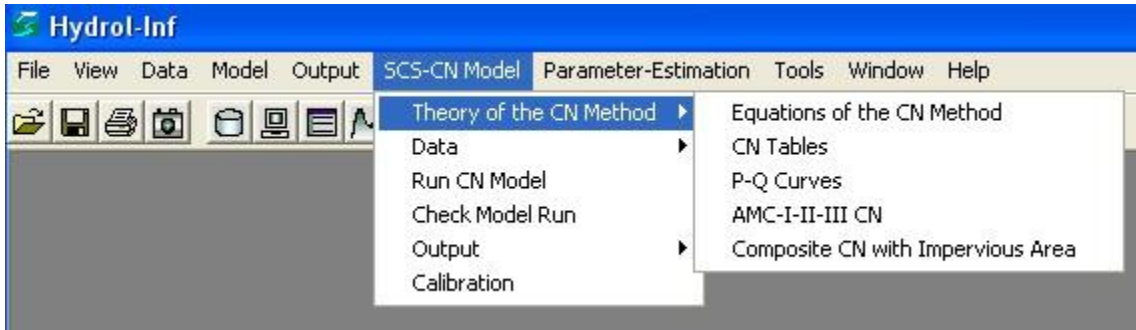 Hydrol-Inf
File View Data Model Output SCS-CN Model Parameter-Estimation Tools Window Help
Theory of the CN Method
Data
Run CN Model
Check Model Run
Output
Calibration
Equations of the CN Method
CN Tables
P-Q Curves
AMC-I-II-III CN
Composite CN with Impervious Area